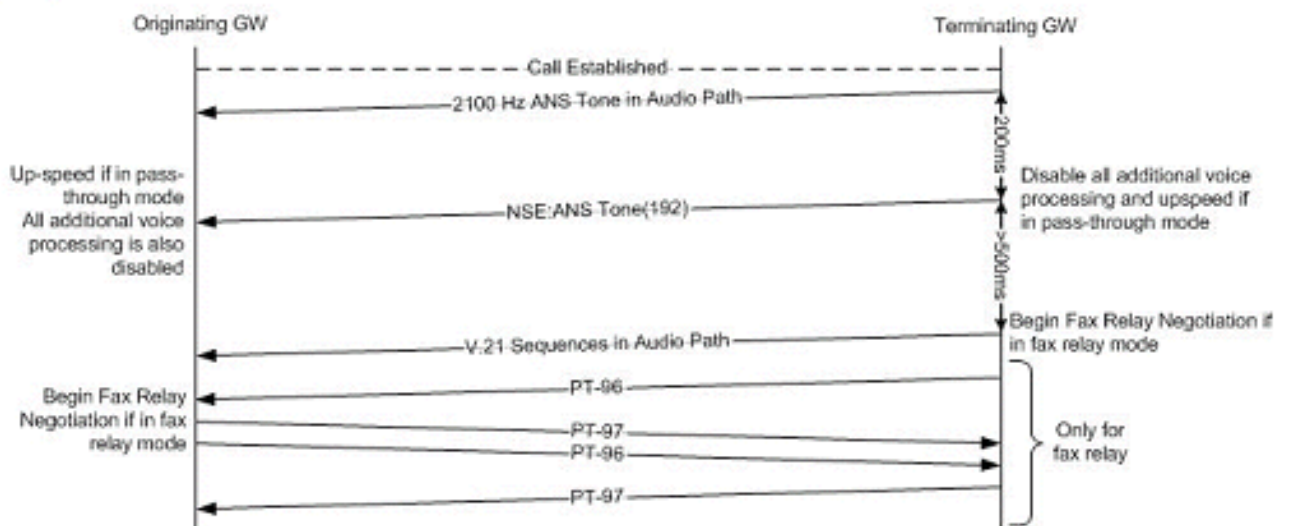 Originating GW
Terminating GW
Call Established
2100 Hz ANS Tone in Audio Path
200ms
Up-speed if in pass-
through mode
All additional voice
processing is also
disabled
Disable all additional voice
processing and upspeed if
in pass-through mode
NSE:ANS Tone(192)
>500ms
V.21 Sequences in Audio Path
Begin Fax Relay Negotiation if
in fax relay mode
PT-96
Begin Fax Relay
Negotiation if in fax
relay mode
PT-97
PT-96
Only for
fax relay
PT-97